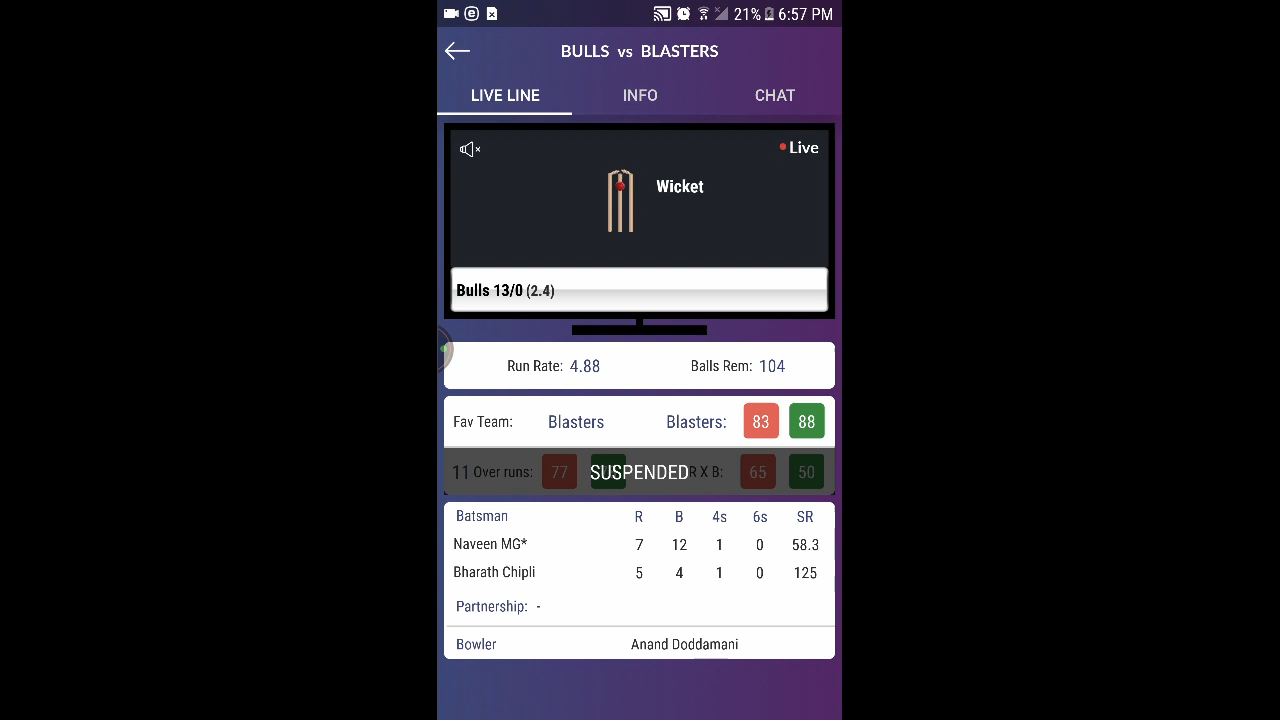 21% 6:57 PM
BULLS vs BLASTERS
LIVE LINE INFO CHAT
Live
Wicket
Bulls 13/0 (2.4)
Run Rate: 4.88 Balls Rem: 104
Fav Team: Blasters Blasters: 83 88
11 Over runs: 77 SUSPENDED R X B: 65 50
Batsman R B 4s 6s SR
Naveen MG* 7 12 1 0 58.3
Bharath Chipli 5 4 1 0 125
Partnership: -
Bowler Anand Doddamani